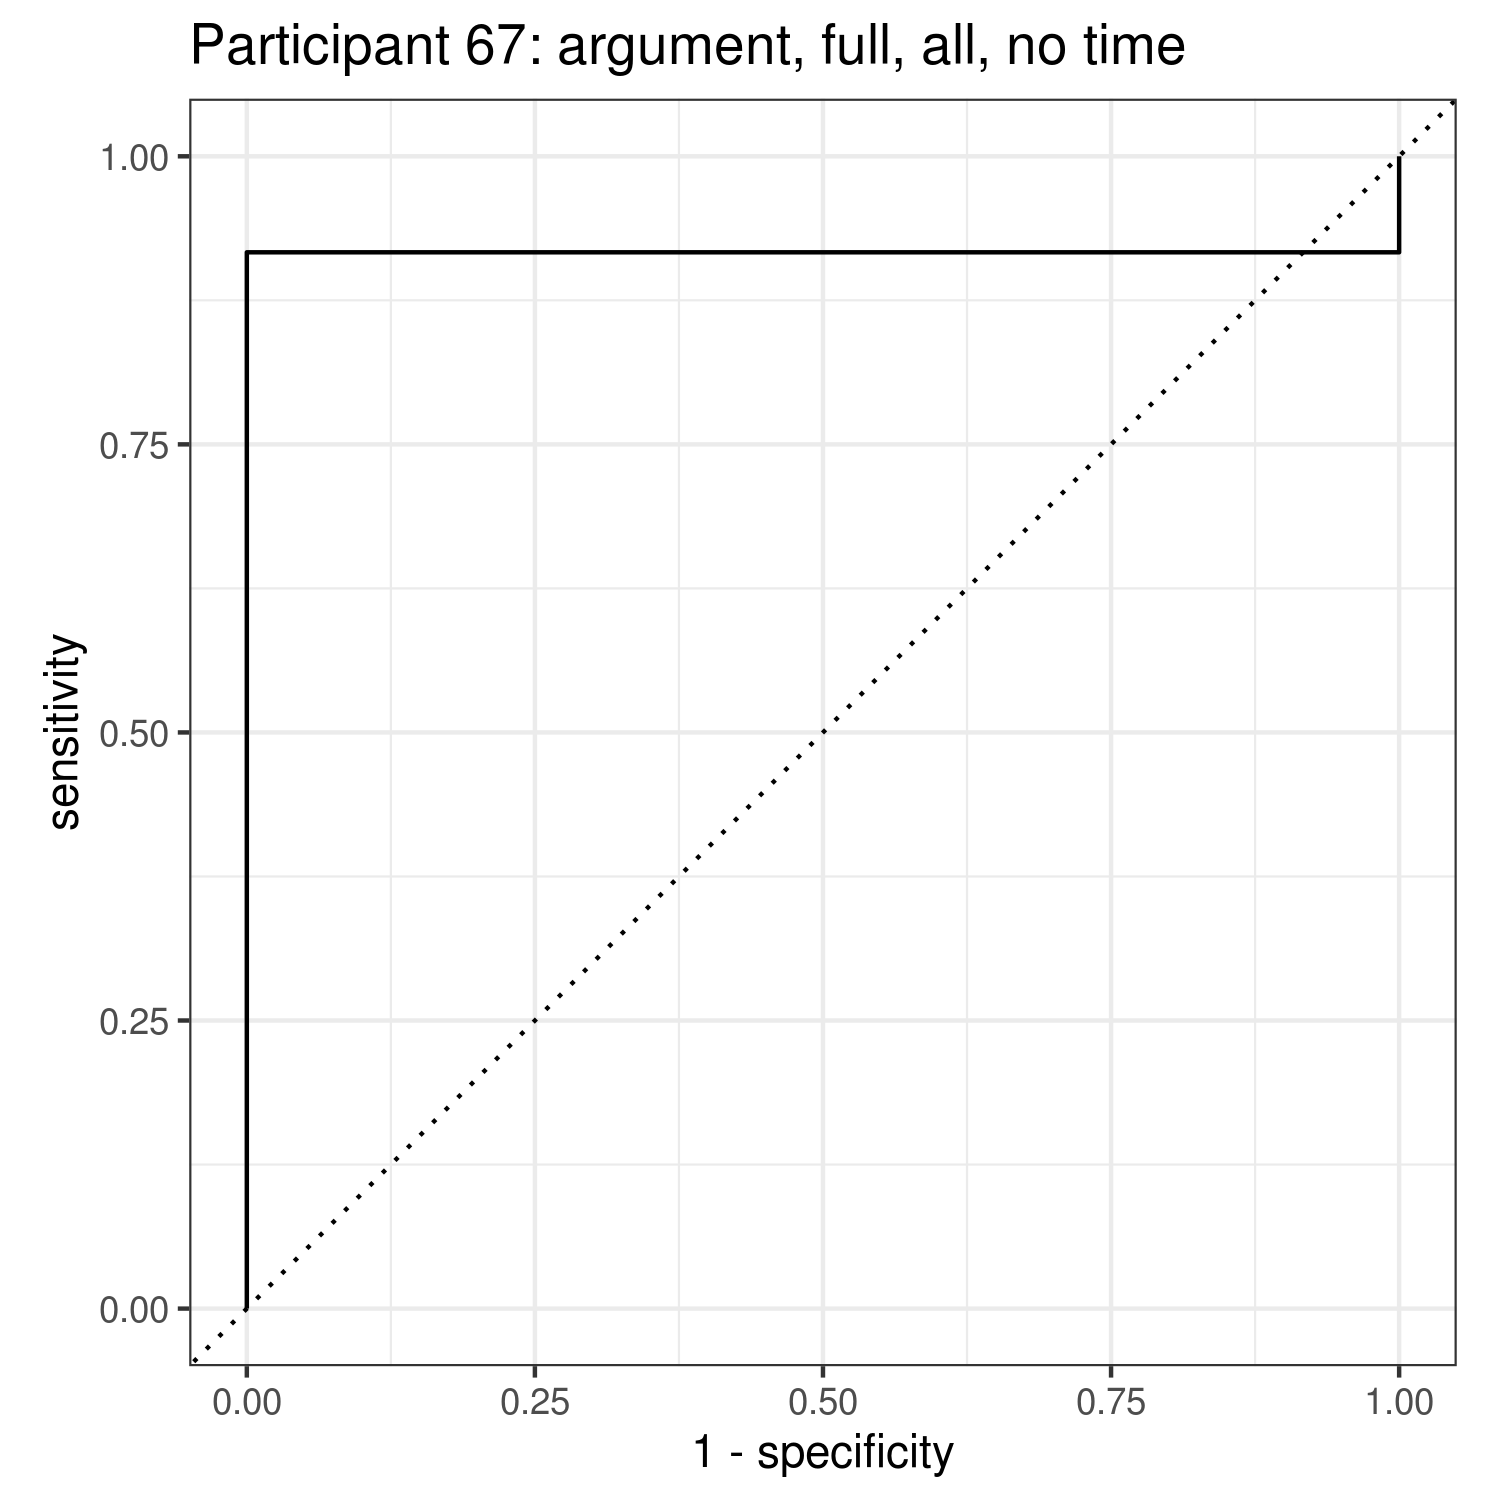 Participant 67: argument, full, all, no time
1.00
0.75
0.50
0.25
0.00
sensitivity
0.00 0.25 0.50 0.75 1.00
1 - specificity